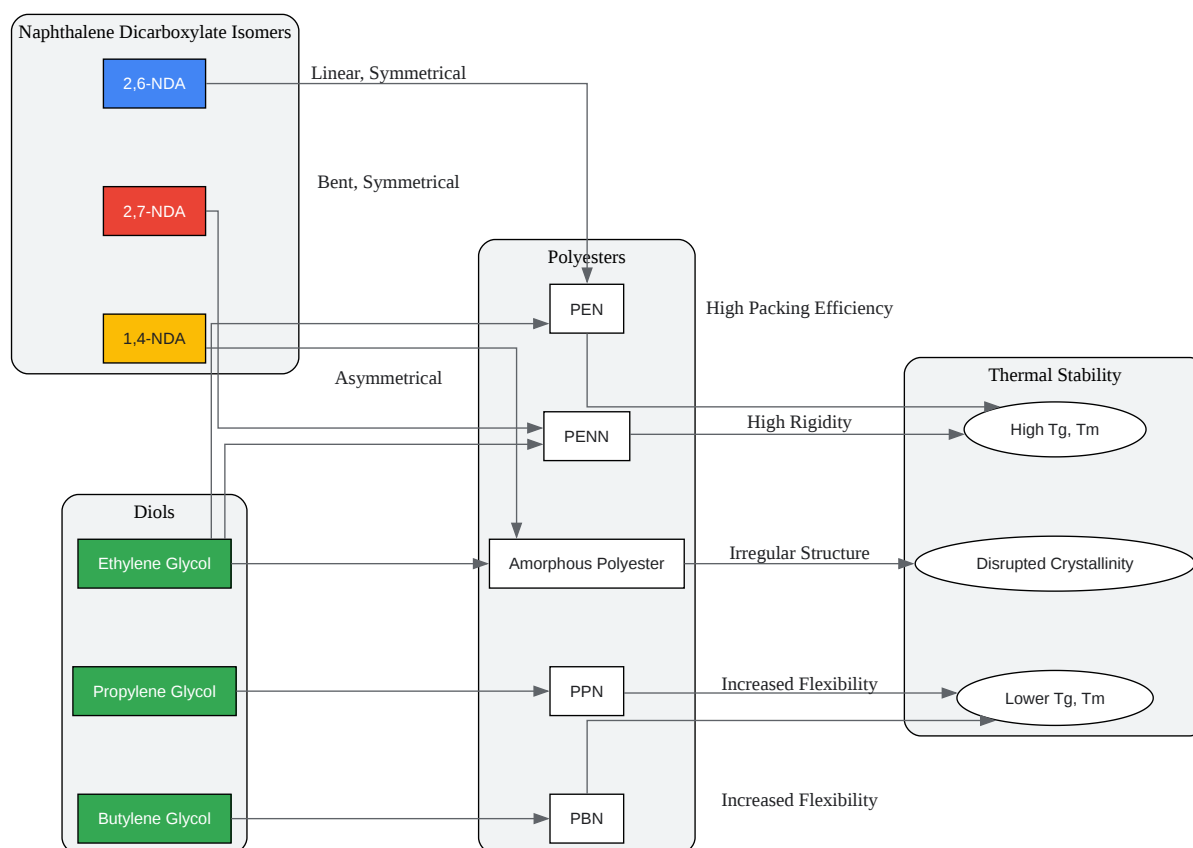 Naphthalene Dicarboxylate Isomers
2,6-NDA
Linear, Symmetrical
2,7-NDA
Bent, Symmetrical
1,4-NDA
Asymmetrical
Polyesters
PEN
High Packing Efficiency
PENN
High Rigidity
Thermal Stability
High Tg, Tm
Diols
Ethylene Glycol
Amorphous Polyester
Irregular Structure
Disrupted Crystallinity
Propylene Glycol
PPN
Increased Flexibility
Lower Tg, Tm
Butylene Glycol
PBN
Increased Flexibility